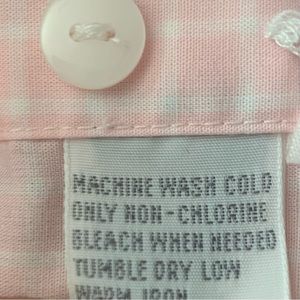 MACHINE WASH COLD
ONLY NON-CHLORINE
BLEACH WHEN NEEDED
TUMBLE DRY LOW
WARM IRON